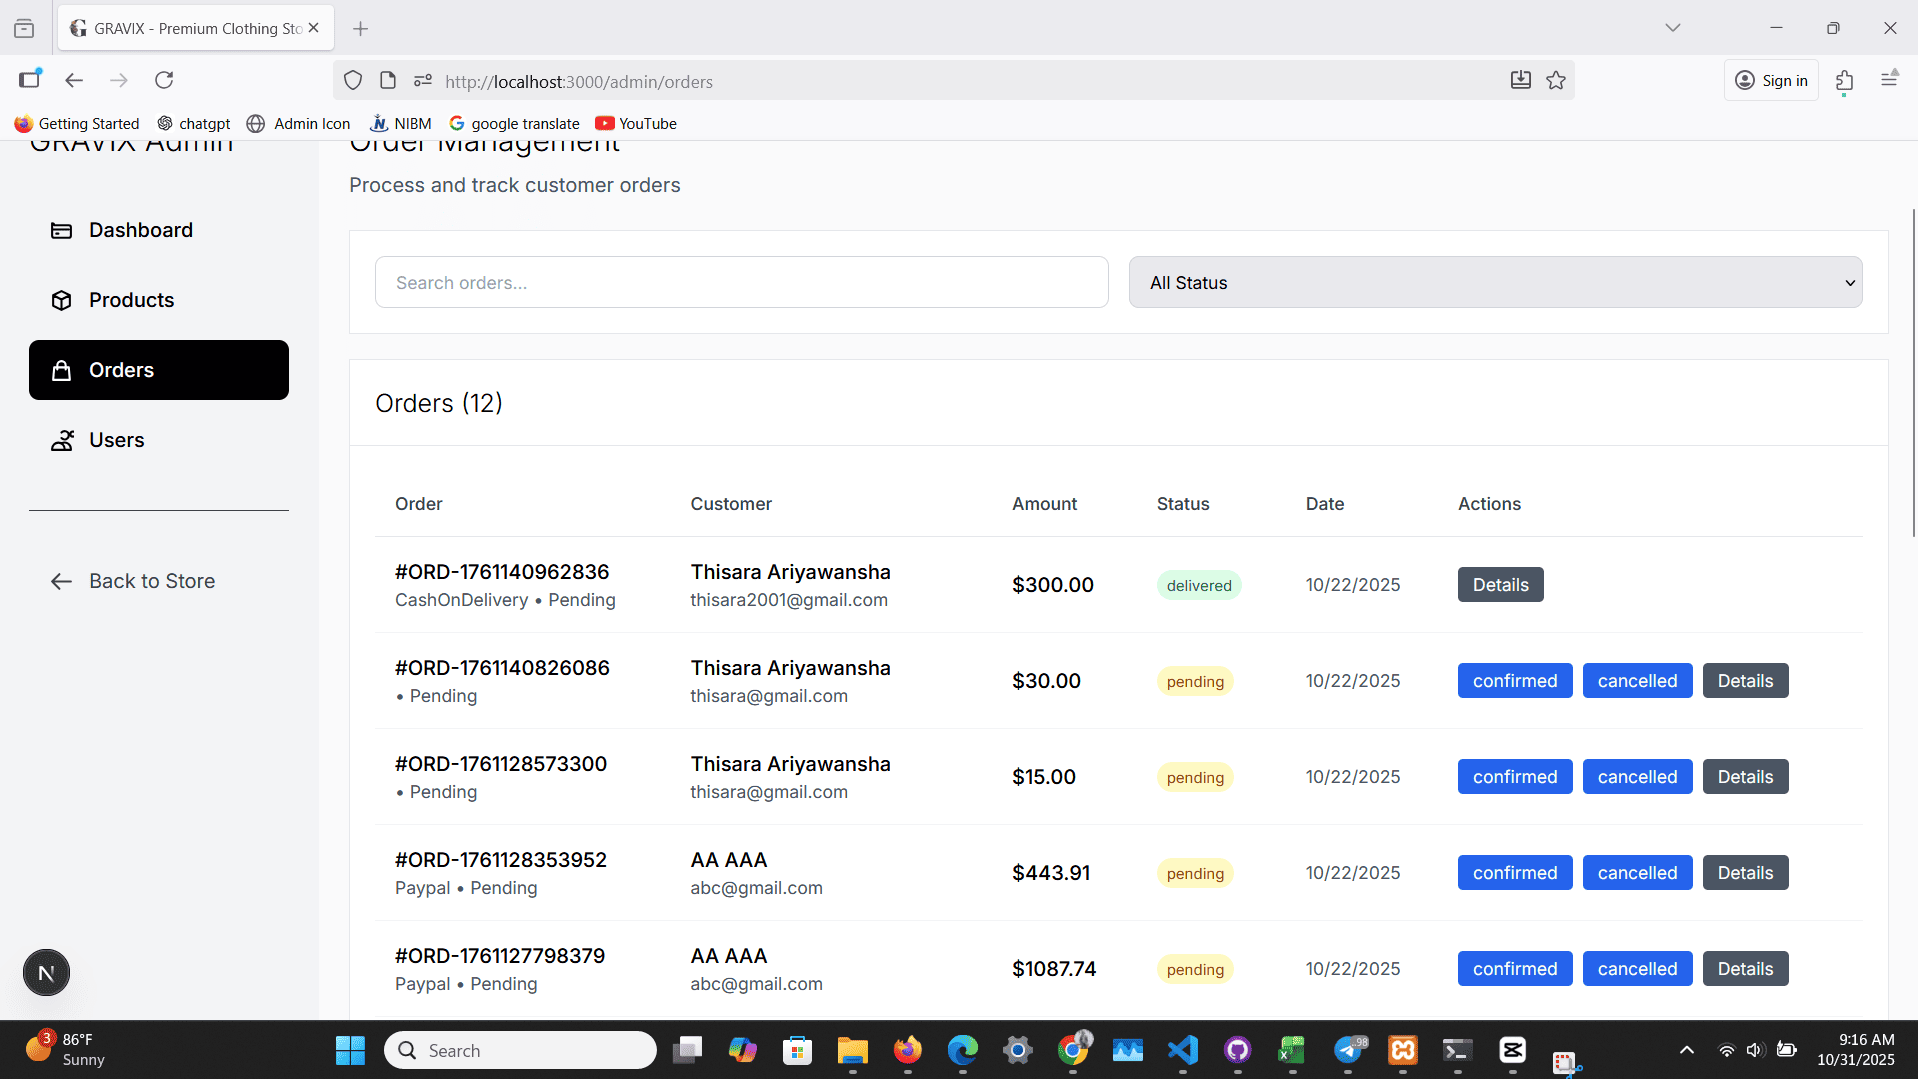 GRAVIX - Premium Clothing Sto
http://localhost:3000/admin/orders
Sign in
Getting Started
chatgpt
Admin Icon
NIBM
google translate
YouTube
GRAVIX Admin
Order Management
Process and track customer orders
Dashboard
Products
Orders
Users
Back to Store
Search orders...
All Status
Orders (12)
Order Customer Amount Status Date Actions
#ORD-1761140962836 Thisara Ariyawansha $300.00 delivered 10/22/2025 Details
CashOnDelivery • Pending thisara2001@gmail.com
#ORD-1761140826086 Thisara Ariyawansha $30.00 pending 10/22/2025 confirmed cancelled Details
• Pending thisara@gmail.com
#ORD-1761128573300 Thisara Ariyawansha $15.00 pending 10/22/2025 confirmed cancelled Details
• Pending thisara@gmail.com
#ORD-1761128353952 AA AAA $443.91 pending 10/22/2025 confirmed cancelled Details
Paypal • Pending abc@gmail.com
#ORD-1761127798379 AA AAA $1087.74 pending 10/22/2025 confirmed cancelled Details
Paypal • Pending abc@gmail.com
N
3
86°F
Sunny
Search
98
9:16 AM
10/31/2025